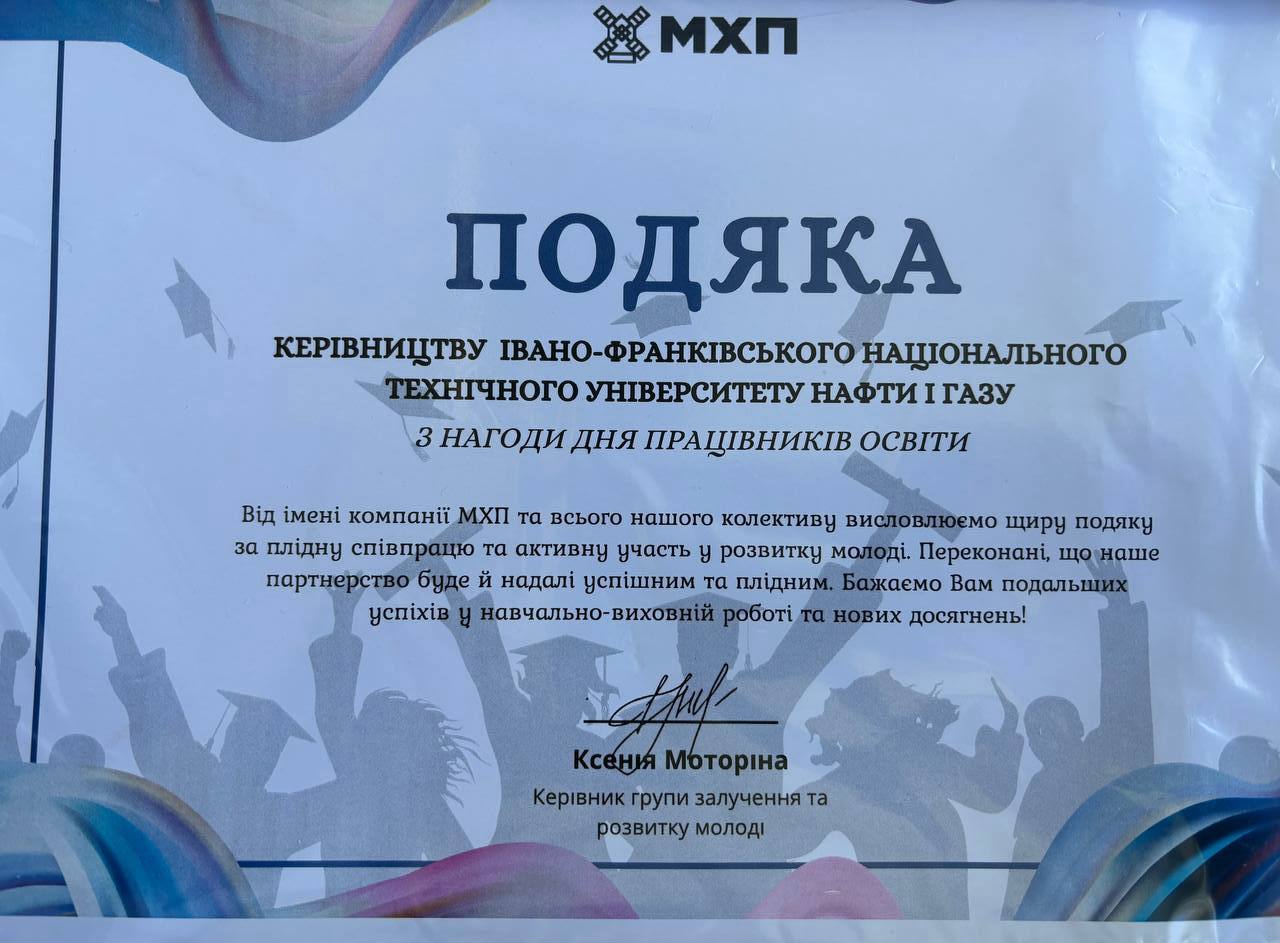 МХП
ПОДЯКА
КЕРІВНИЦТВУ ІВАНО-ФРАНКІВСЬКОГО НАЦІОНАЛЬНОГО
ТЕХНІЧНОГО УНІВЕРСИТЕТУ НАФТИ І ГАЗУ
З НАГОДИ ДНЯ ПРАЦІВНИКІВ ОСВІТИ
Від імені компанії МХП та всього нашого колективу висловлюємо щиру подяку
за плідну співпрацю та активну участь у розвитку молоді. Переконані, що наше
партнерство буде й надалі успішним та плідним. Бажаємо Вам подальших
успіхів у навчально-виховній роботі та нових досягнень!
Ксенія Моторіна
Керівник групи залучення та
розвитку молоді